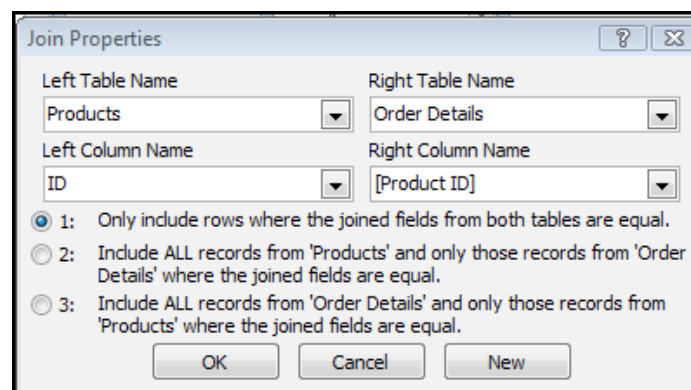 Join Properties
Left Table Name Right Table Name
Products Order Details
Left Column Name Right Column Name
ID [Product ID]
1: Only include rows where the joined fields from both tables are equal.
2: Include ALL records from 'Products' and only those records from 'Order
Details' where the joined fields are equal.
3: Include ALL records from 'Order Details' and only those records from
'Products' where the joined fields are equal.
OK Cancel New